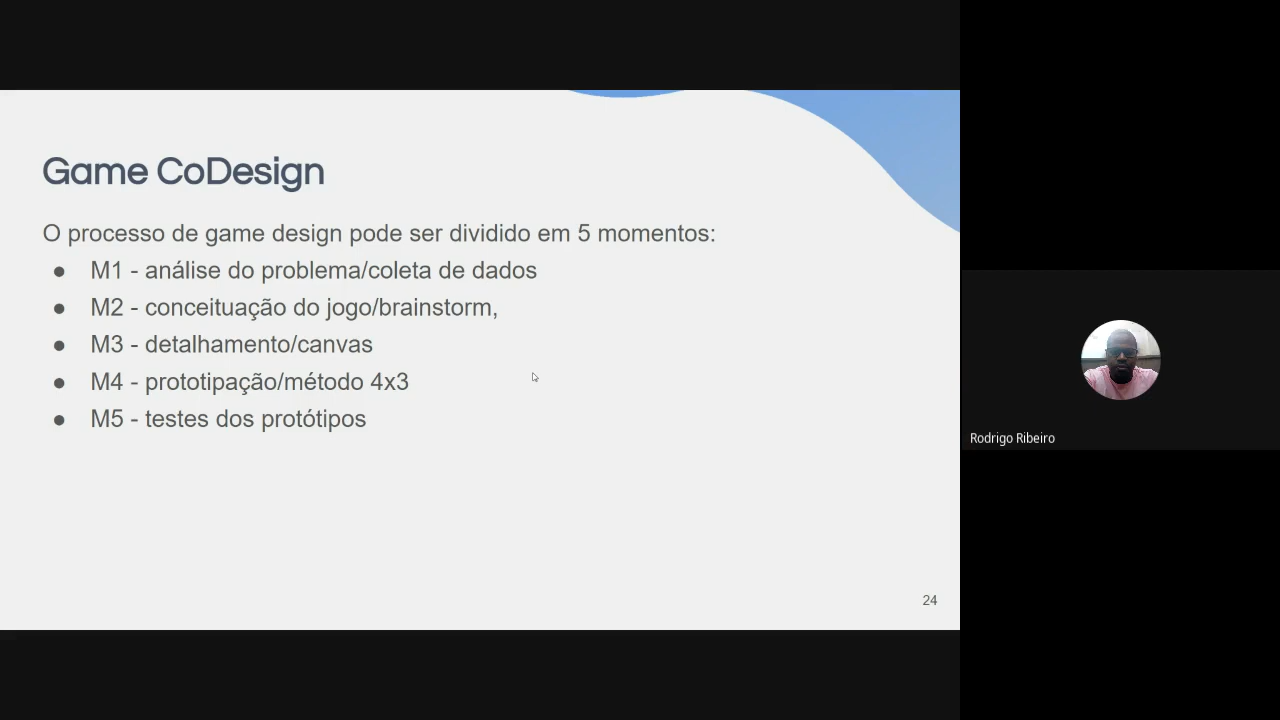 Game CoDesign
O processo de game design pode ser dividido em 5 momentos:
● M1 - análise do problema/coleta de dados
● M2 - conceituação do jogo/brainstorm,
● M3 - detalhamento/canvas
● M4 - prototipação/método 4x3
● M5 - testes dos protótipos
24
Rodrigo Ribeiro